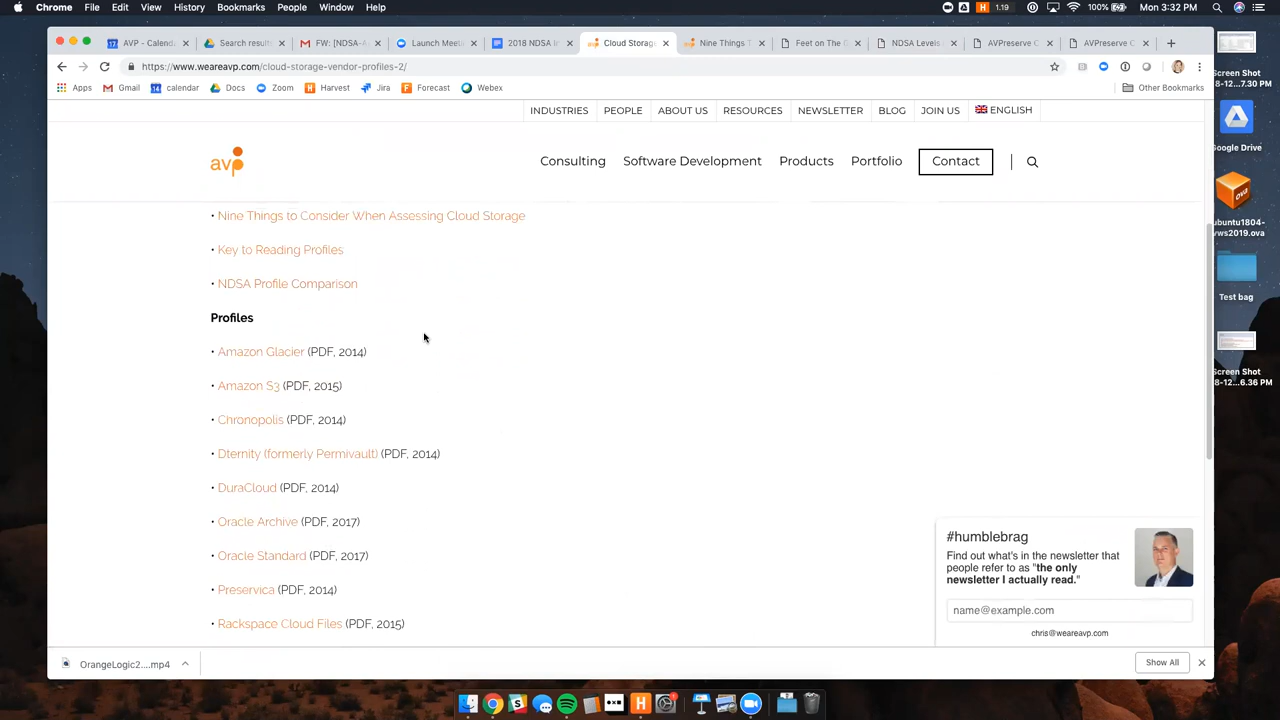 Chrome File Edit View History Bookmarks People Window Help
1.19 100% Mon 3:32 PM
AVP - Calend
Search result
FW: [NDSA-A
Launch Meeti
2018 NDSA
Cloud Storag
Nine Things T
Feet on The G
NDSA Levels
AVPreserve C
AVPreserve C
https://www.weareavp.com/cloud-storage-vendor-profiles-2/
Apps Gmail calendar Docs Zoom Harvest Jira Forecast Webex Other Bookmarks
INDUSTRIES PEOPLE ABOUT US RESOURCES NEWSLETTER BLOG JOIN US ENGLISH
avp
Consulting Software Development Products Portfolio Contact
• Nine Things to Consider When Assessing Cloud Storage
• Key to Reading Profiles
• NDSA Profile Comparison
Profiles
• Amazon Glacier (PDF, 2014)
• Amazon S3 (PDF, 2015)
• Chronopolis (PDF, 2014)
• Dternity (formerly Permivault) (PDF, 2014)
• DuraCloud (PDF, 2014)
• Oracle Archive (PDF, 2017)
• Oracle Standard (PDF, 2017)
• Preservica (PDF, 2014)
• Rackspace Cloud Files (PDF, 2015)
#humblebrag
Find out what's in the newsletter that
people refer to as "the only
newsletter I actually read."
name@example.com
chris@weareavp.com
OrangeLogic2....mp4
Show All
Screen Shot
8-12...7.30 PM
Google Drive
ova
ubuntu1804-
vws2019.ova
Test bag
Screen Shot
8-12...6.36 PM